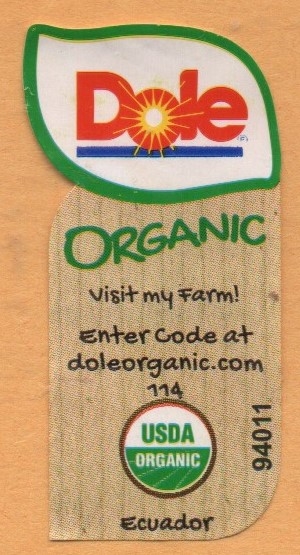 Dole
ORGANIC
Visit my Farm!
Enter Code at
doleorganic.com
114
USDA
ORGANIC
94011
Ecuador